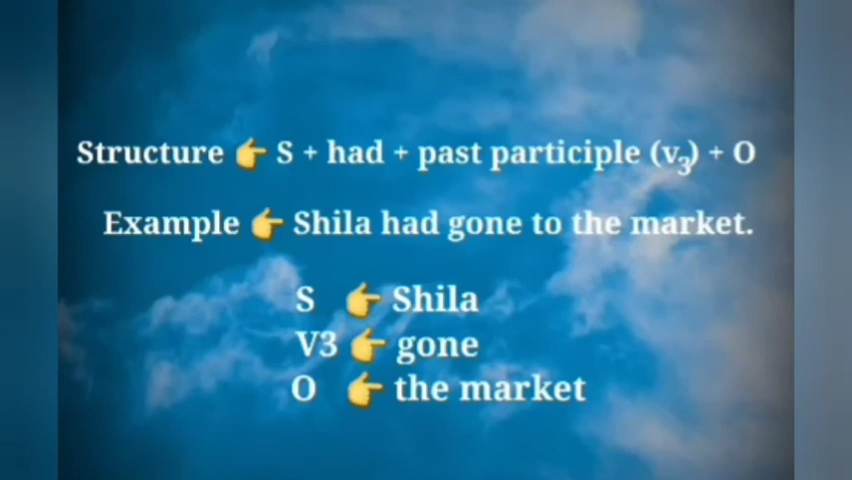 Structure 👉 S + had + past participle (v₃) + O
Example 👉 Shila had gone to the market.
S 👉 Shila
V3 👉 gone
O 👉 the market